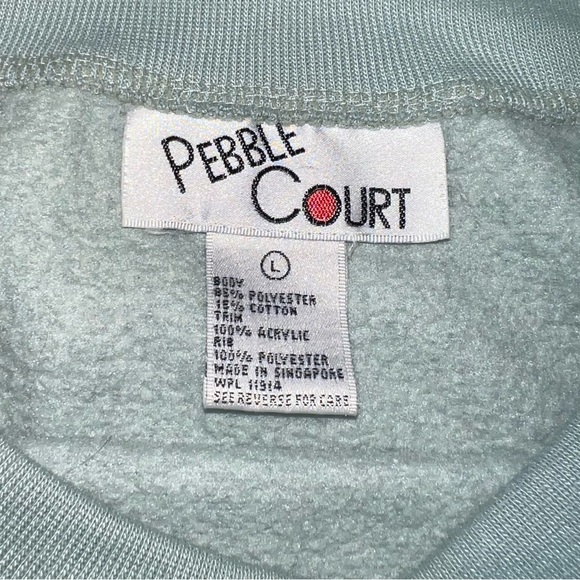 PEBBLE
COURT
L
BODY
85% POLYESTER
15% COTTON
TRIM
100% ACRYLIC
RIB
100% POLYESTER
MADE IN SINGAPORE
WPL 11914
SEE REVERSE FOR CARE